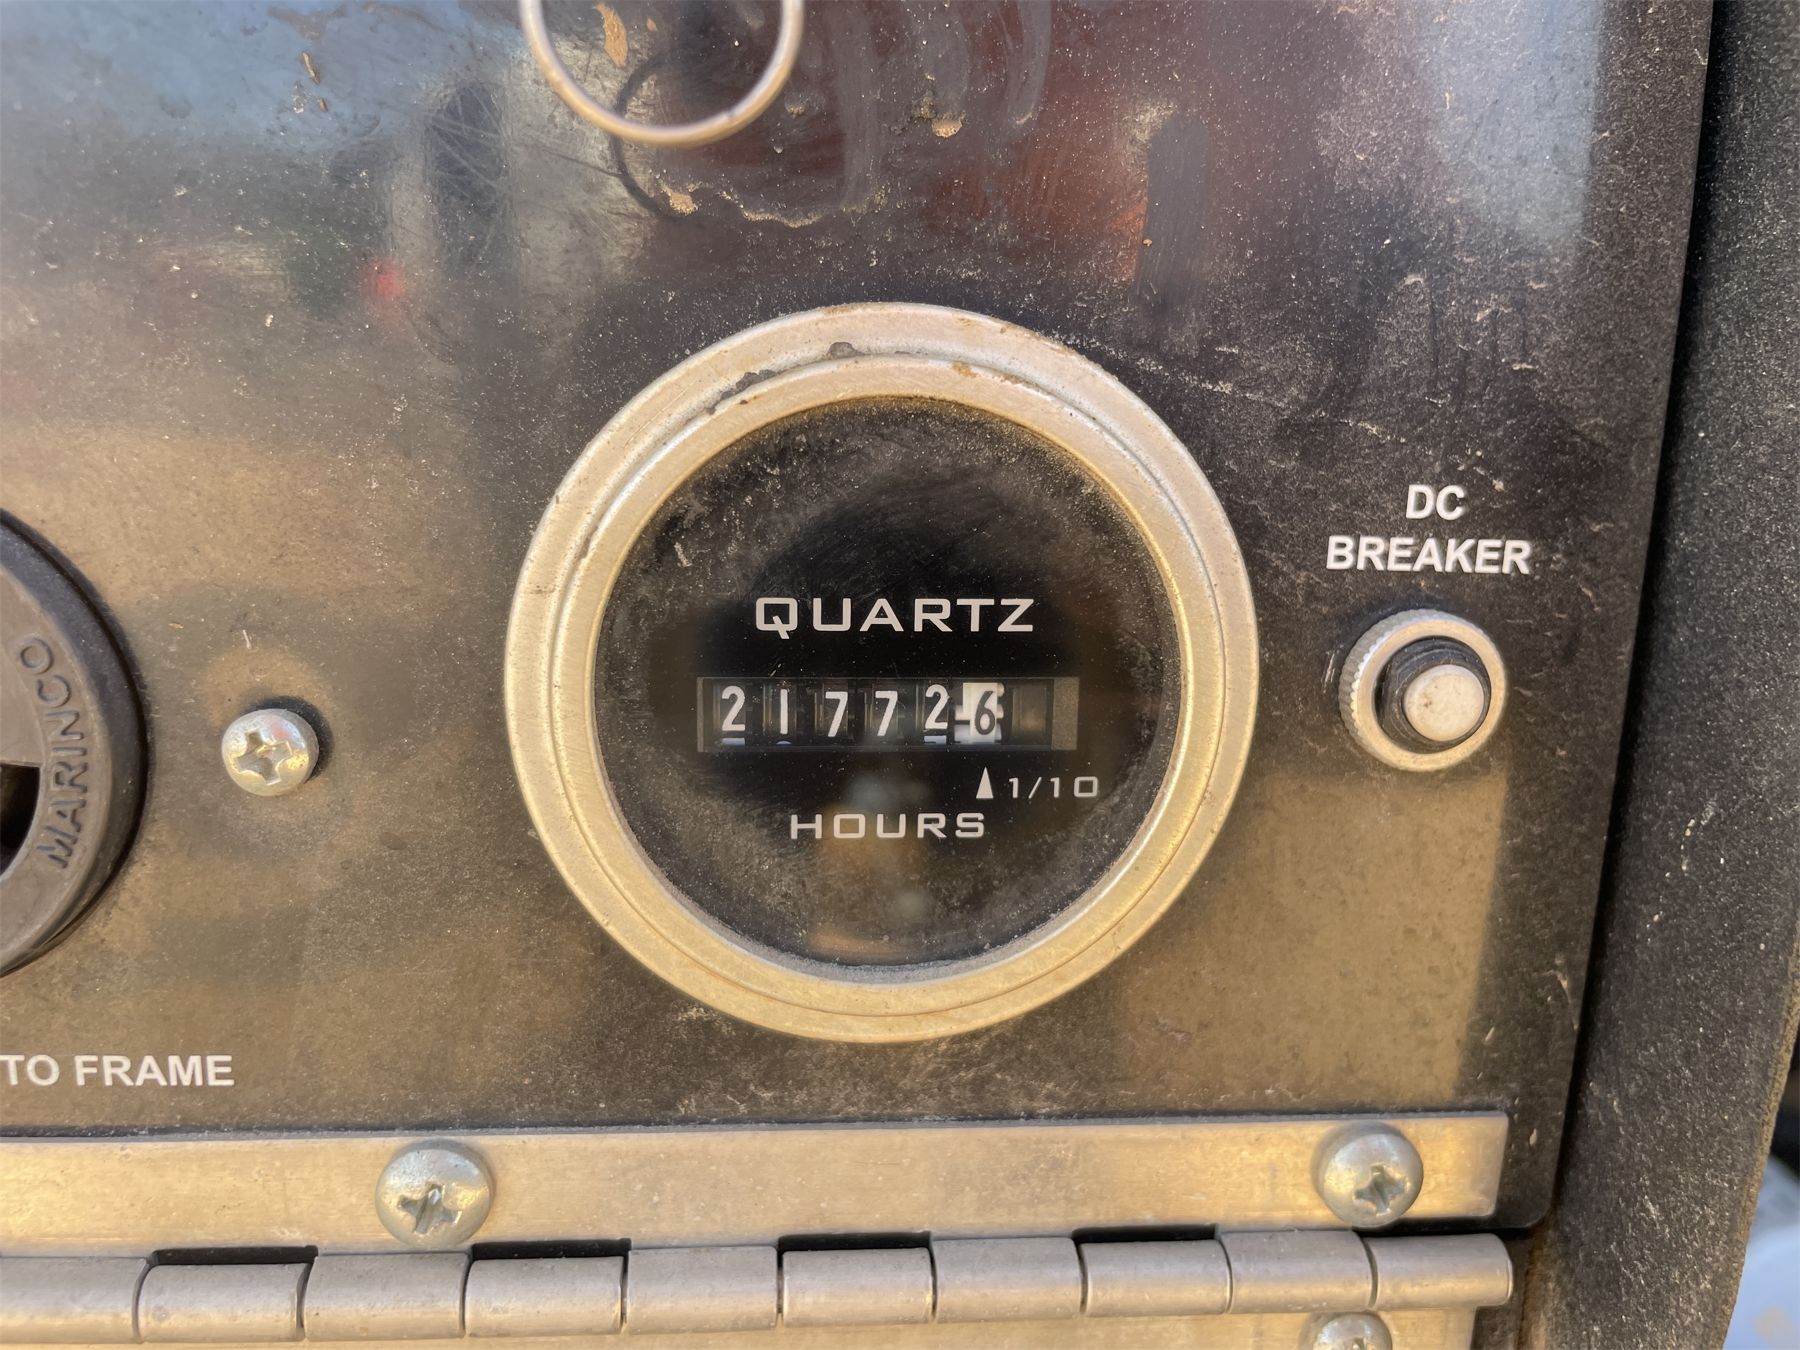 DC
BREAKER
QUARTZ
217726
1/10
HOURS
MARINCO
TO FRAME